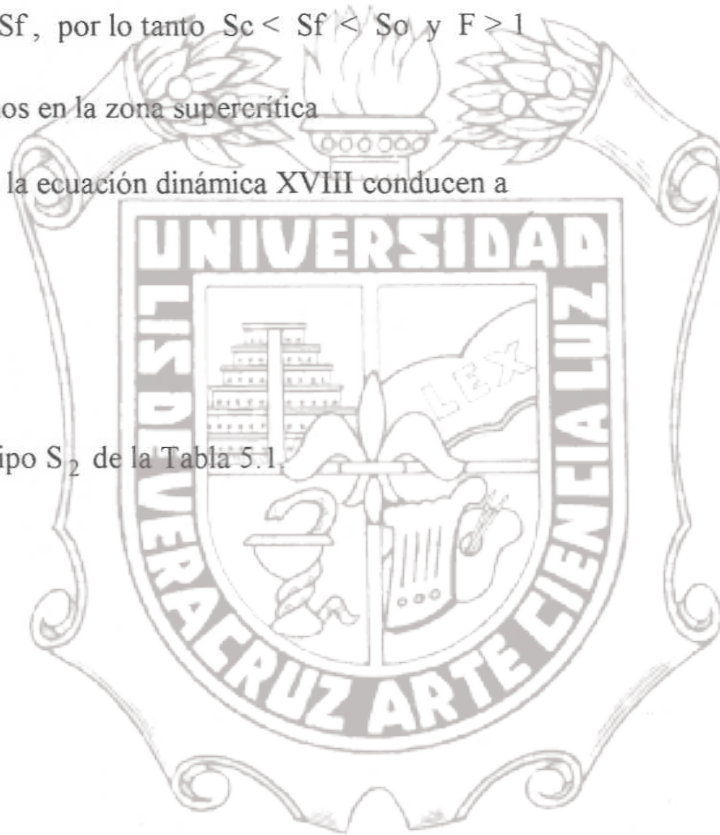 Sf , por lo tanto Sc < Sf < So y F > 1
os en la zona supercrítica
la ecuación dinámica XVIII conducen a
UNIVERSIDAD
LIS DE VERACRUZ ARTE CIENCIA LUZ
LEX
ipo S₂ de la Tabla 5.1